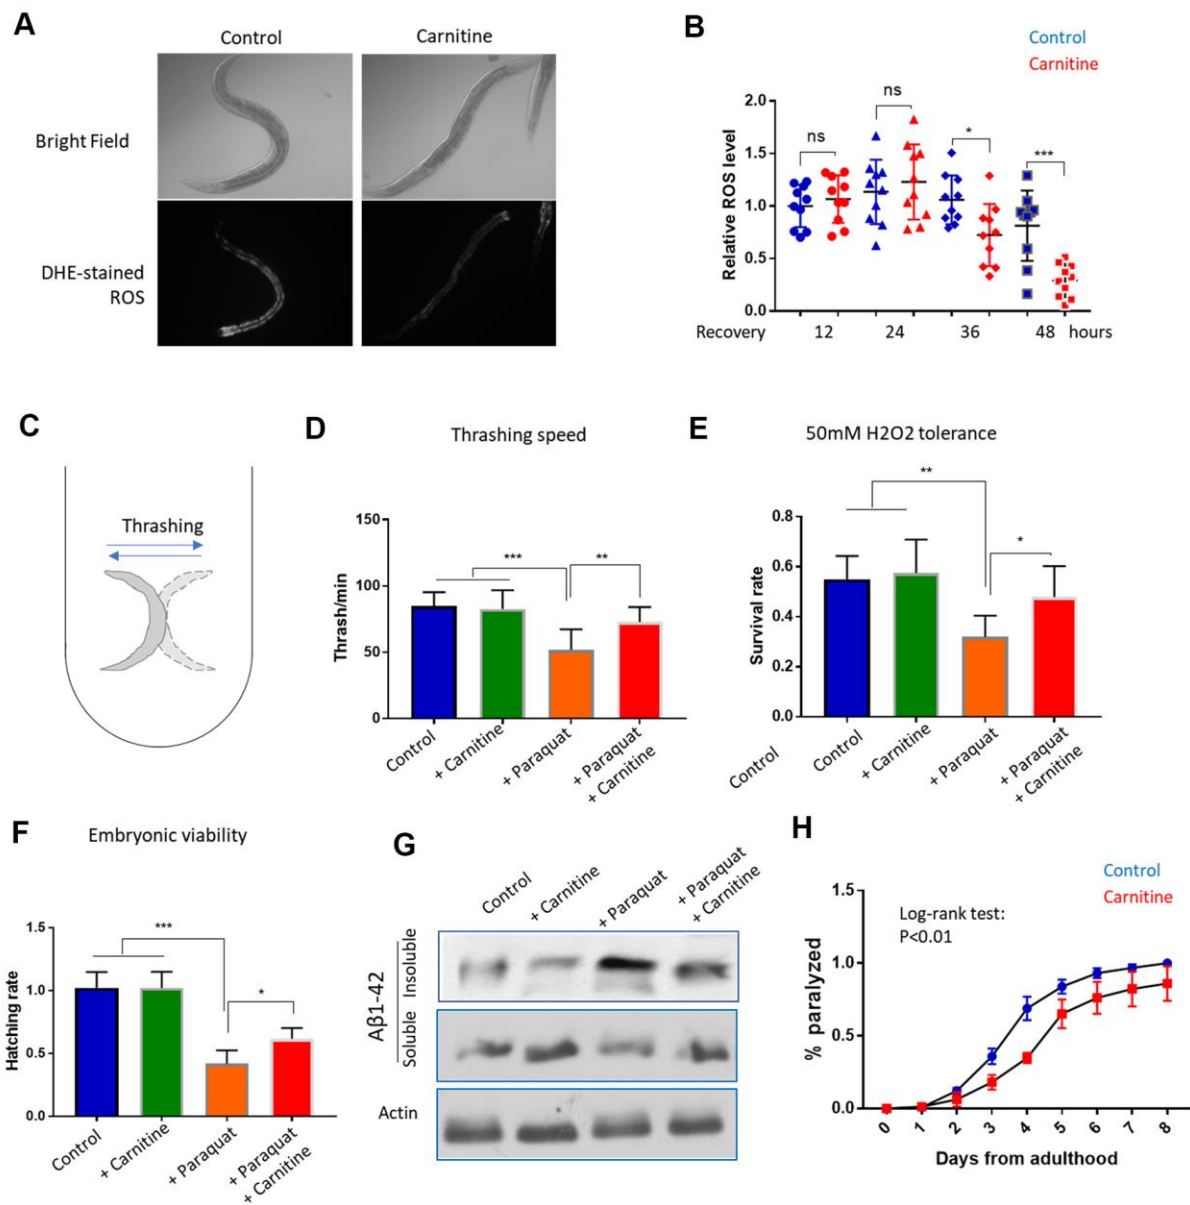 A
Control
Carnitine
Bright Field
DHE-stained
ROS
B
Control
Carnitine
Relative ROS level
2.0
1.5
1.0
0.5
0.0
ns
ns
*
***
Recovery 12 24 36 48 hours
C
Thrashing
D
Thrashing speed
Thrash/min
150
100
50
0
***
**
Control
+ Carnitine
+ Paraquat
+ Paraquat
+ Carnitine
E
50mM H2O2 tolerance
Survival rate
0.8
0.6
0.4
0.2
0.0
**
*
Control
Control
+ Carnitine
+ Paraquat
+ Paraquat
+ Carnitine
F
Embryonic viability
Hatching rate
1.5
1.0
0.5
0.0
***
*
Control
+ Carnitine
+ Paraquat
+ Paraquat
+ Carnitine
G
Control
+ Carnitine
+ Paraquat
+ Paraquat
+ Carnitine
Aβ1-42
Insoluble
Soluble
Actin
H
Control
Carnitine
Log-rank test:
P<0.01
% paralyzed
1.5
1.0
0.5
0.0
0 1 2 3 4 5 6 7 8
Days from adulthood